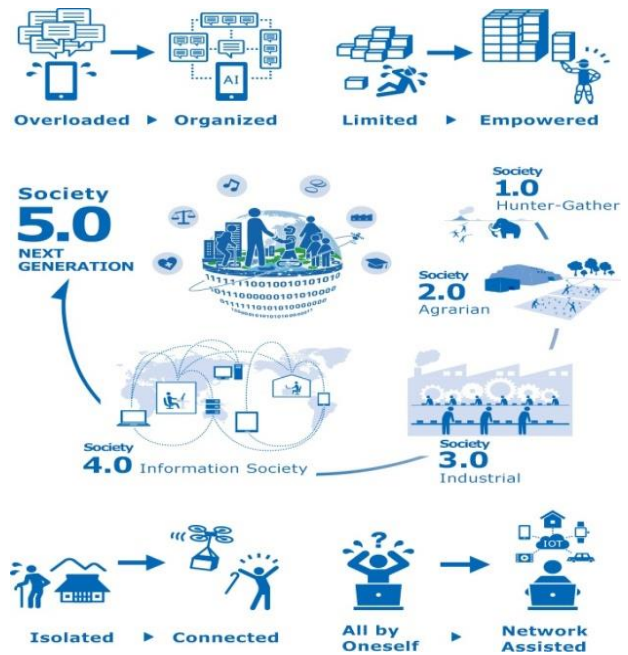 AI
Overloaded ▸ Organized
Limited ▸ Empowered
Society
5.0
NEXT
GENERATION
Society
1.0
Hunter-Gather
Society
2.0
Agrarian
Society
4.0 Information Society
Society
3.0
Industrial
?
IOT
Isolated ▸ Connected
All by
Oneself ▸ Network
Assisted